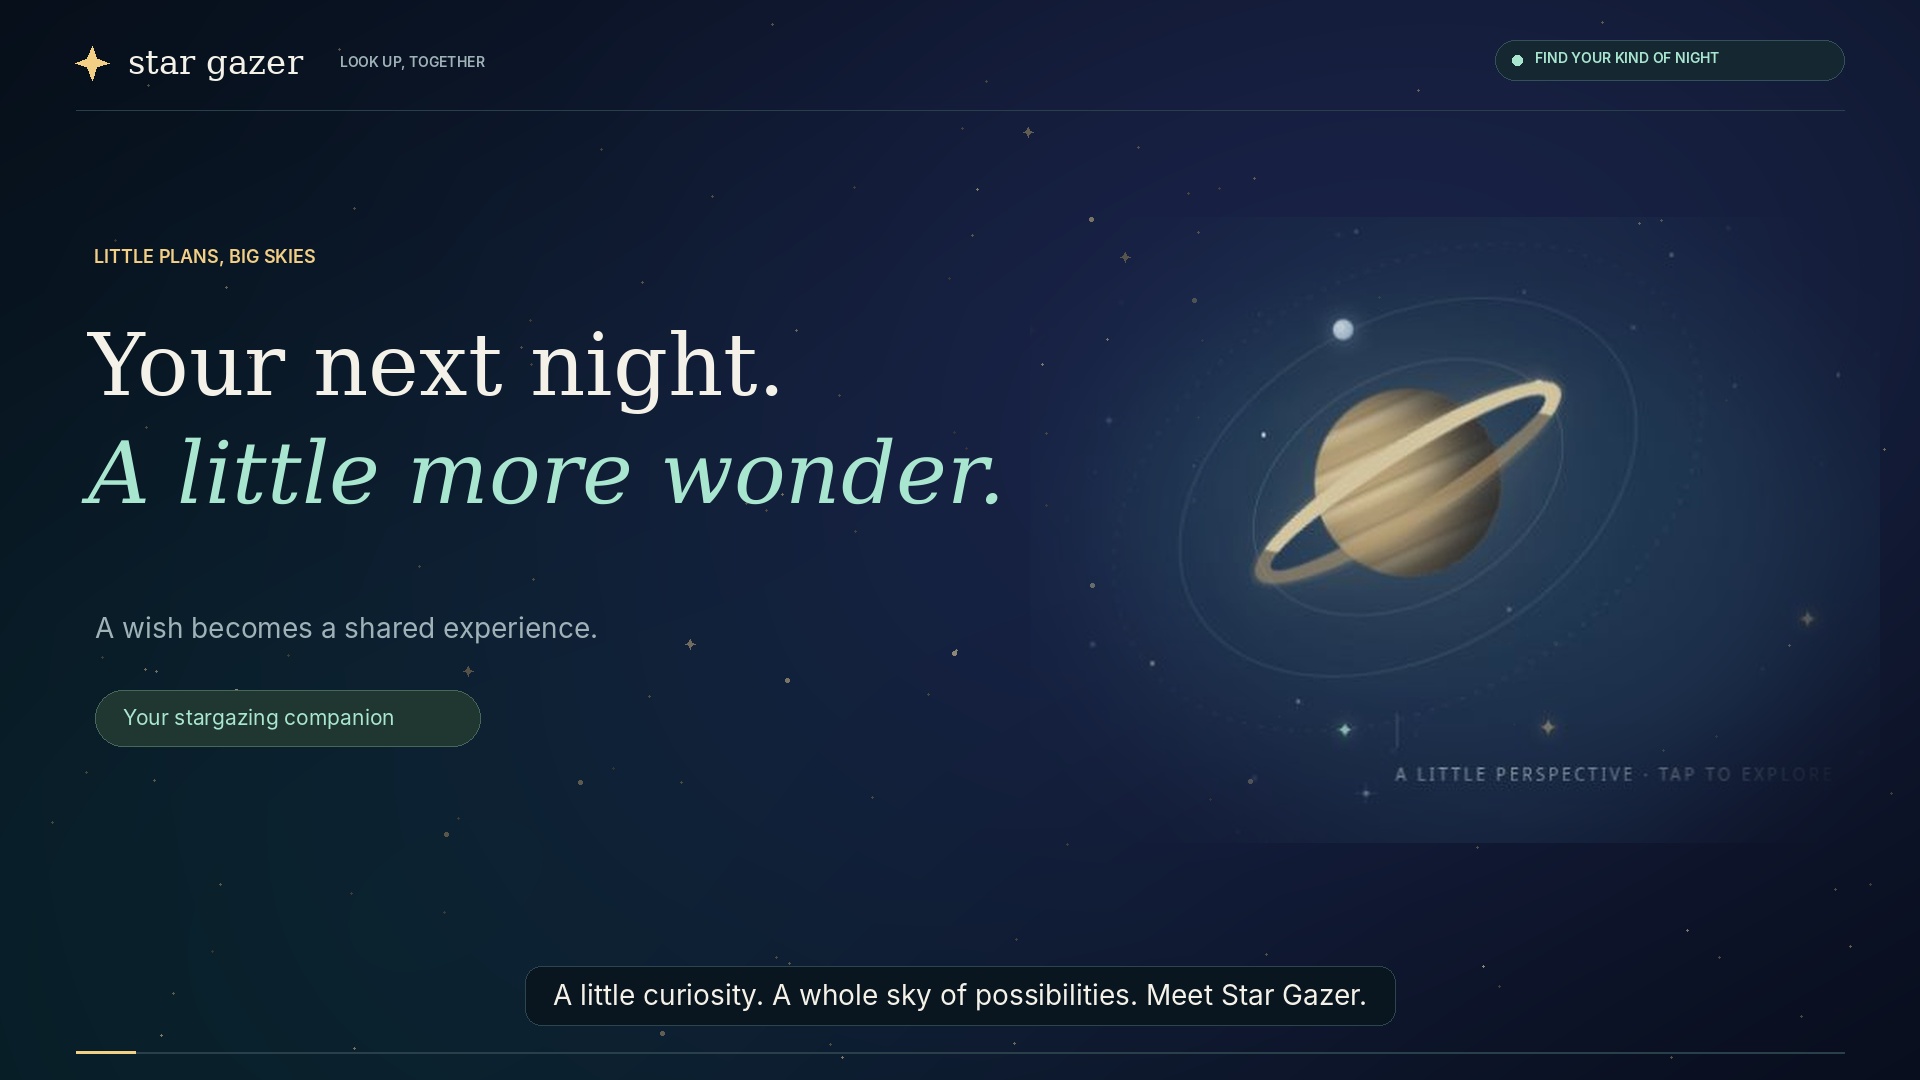 star gazer
LOOK UP, TOGETHER
FIND YOUR KIND OF NIGHT
LITTLE PLANS, BIG SKIES
Your next night.
A little more wonder.
A wish becomes a shared experience.
Your stargazing companion
A LITTLE PERSPECTIVE · TAP TO EXPLORE
A little curiosity. A whole sky of possibilities. Meet Star Gazer.